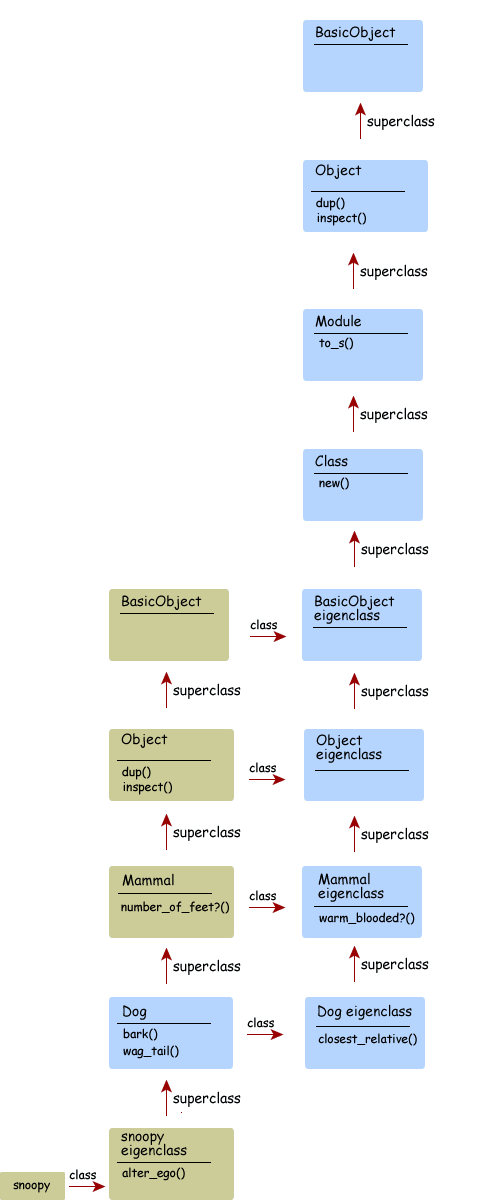 BasicObject
superclass
Object
dup()
inspect()
superclass
Module
to_s()
superclass
Class
new()
superclass
BasicObject
class
BasicObject
eigenclass
superclass
superclass
Object
dup()
inspect()
class
Object
eigenclass
superclass
superclass
Mammal
number_of_feet?()
class
Mammal
eigenclass
warm_blooded?()
superclass
superclass
Dog
bark()
wag_tail()
class
Dog eigenclass
closest_relative()
superclass
snoopy
class
snoopy
eigenclass
alter_ego()